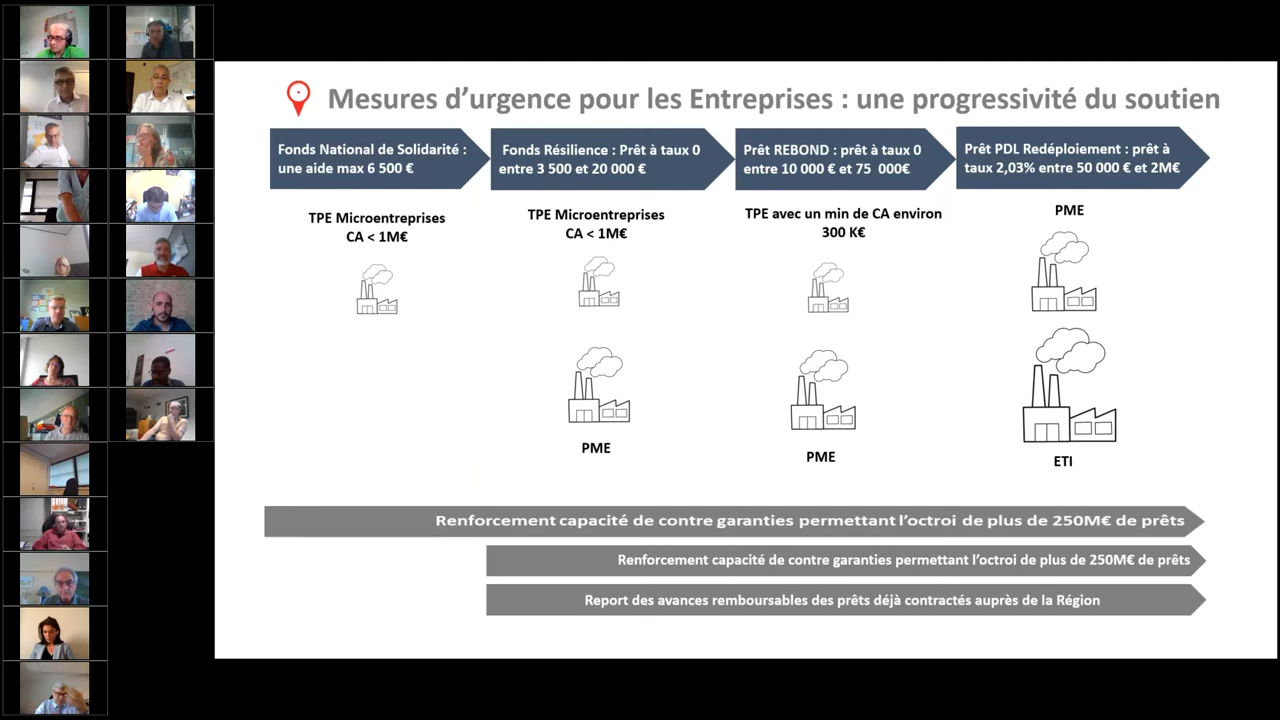 Mesures d’urgence pour les Entreprises : une progressivité du soutien
Fonds National de Solidarité :
une aide max 6 500 €
Fonds Résilience : Prêt à taux 0
entre 3 500 et 20 000 €
Prêt REBOND : prêt à taux 0
entre 10 000 € et 75 000€
Prêt PDL Redéploiement : prêt à
taux 2,03% entre 50 000 € et 2M€
TPE Microentreprises
CA < 1M€
TPE Microentreprises
CA < 1M€
PME
TPE avec un min de CA environ
300 K€
PME
PME
ETI
Renforcement capacité de contre garanties permettant l’octroi de plus de 250M€ de prêts
Renforcement capacité de contre garanties permettant l’octroi de plus de 250M€ de prêts
Report des avances remboursables des prêts déjà contractés auprès de la Région